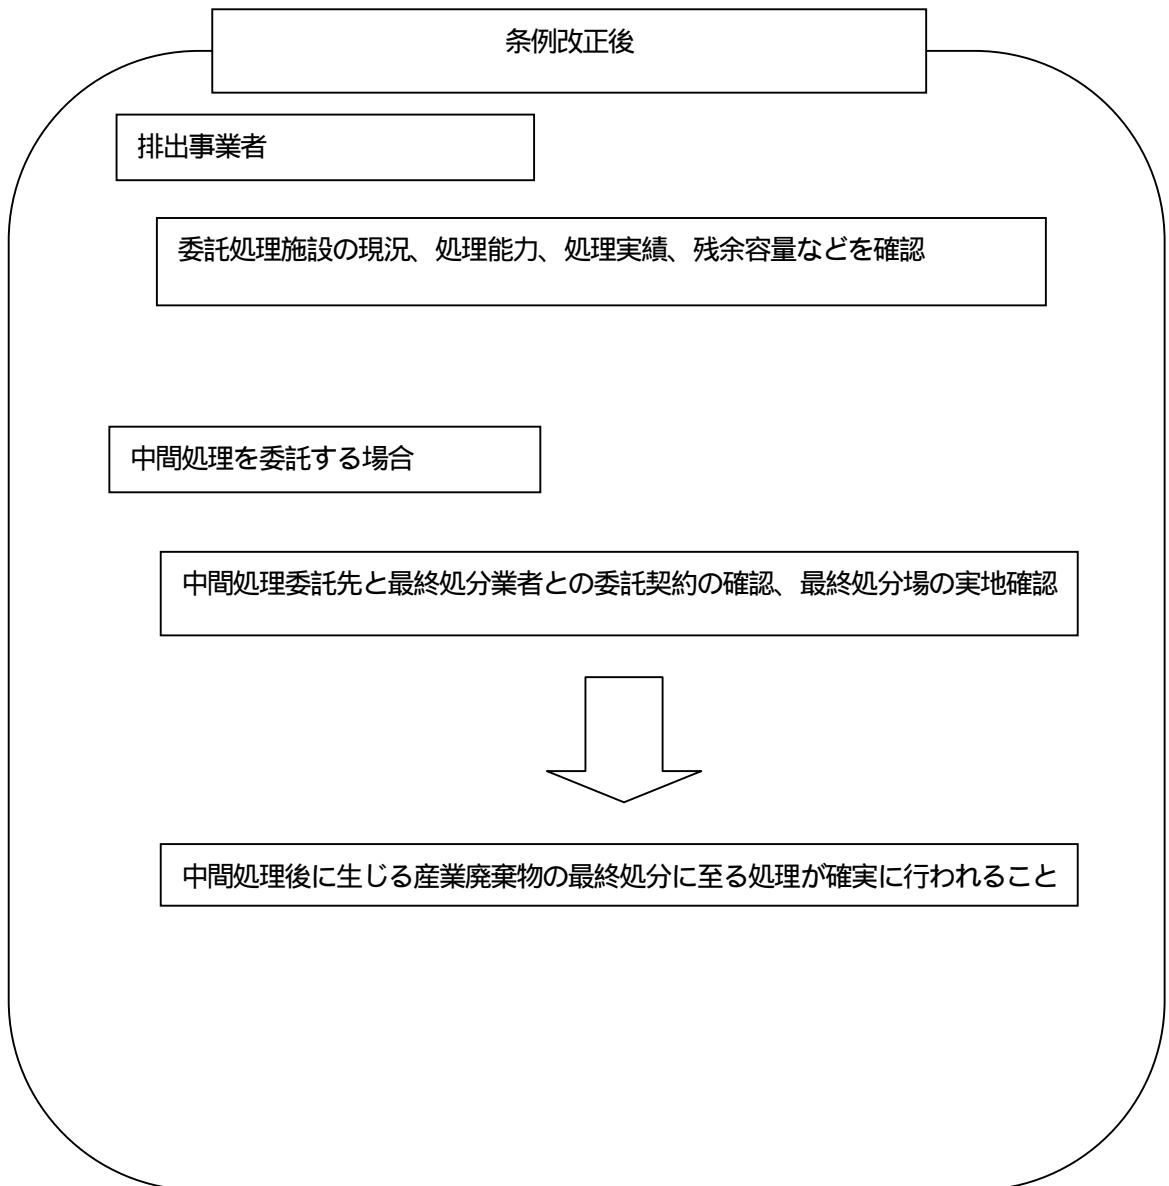 条例改正後
排出事業者
委託処理施設の現況、処理能力、処理実績、残余容量などを確認
中間処理を委託する場合
中間処理委託先と最終処分業者との委託契約の確認、最終処分場の実地確認
中間処理後に生じる産業廃棄物の最終処分に至る処理が確実に行われること